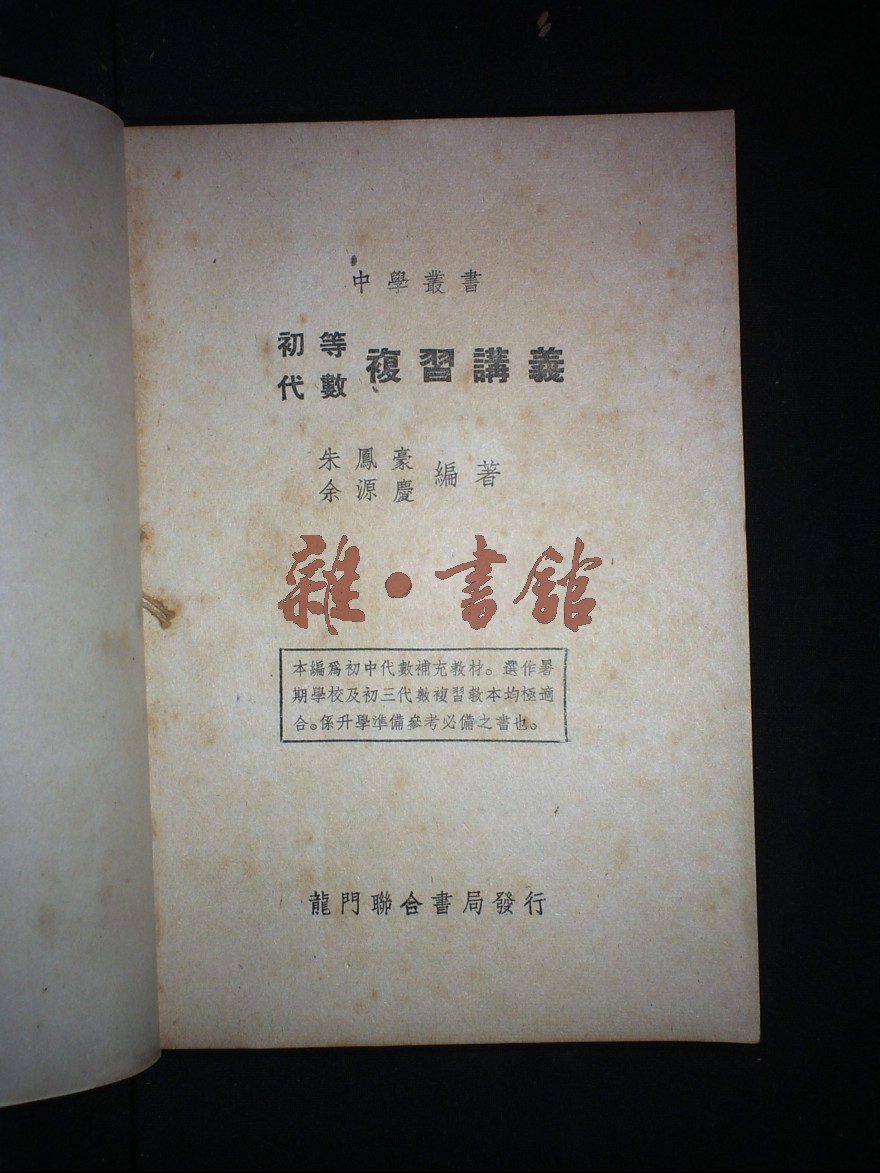 中學叢書
初等
代數
複習講義
朱鳳豪
余源慶
編著
雜·書館
本編爲初中代數補充教材。選作暑
期學校及初三代數複習教本均極適
合。係升學準備參考必備之書也。
龍門聯合書局發行